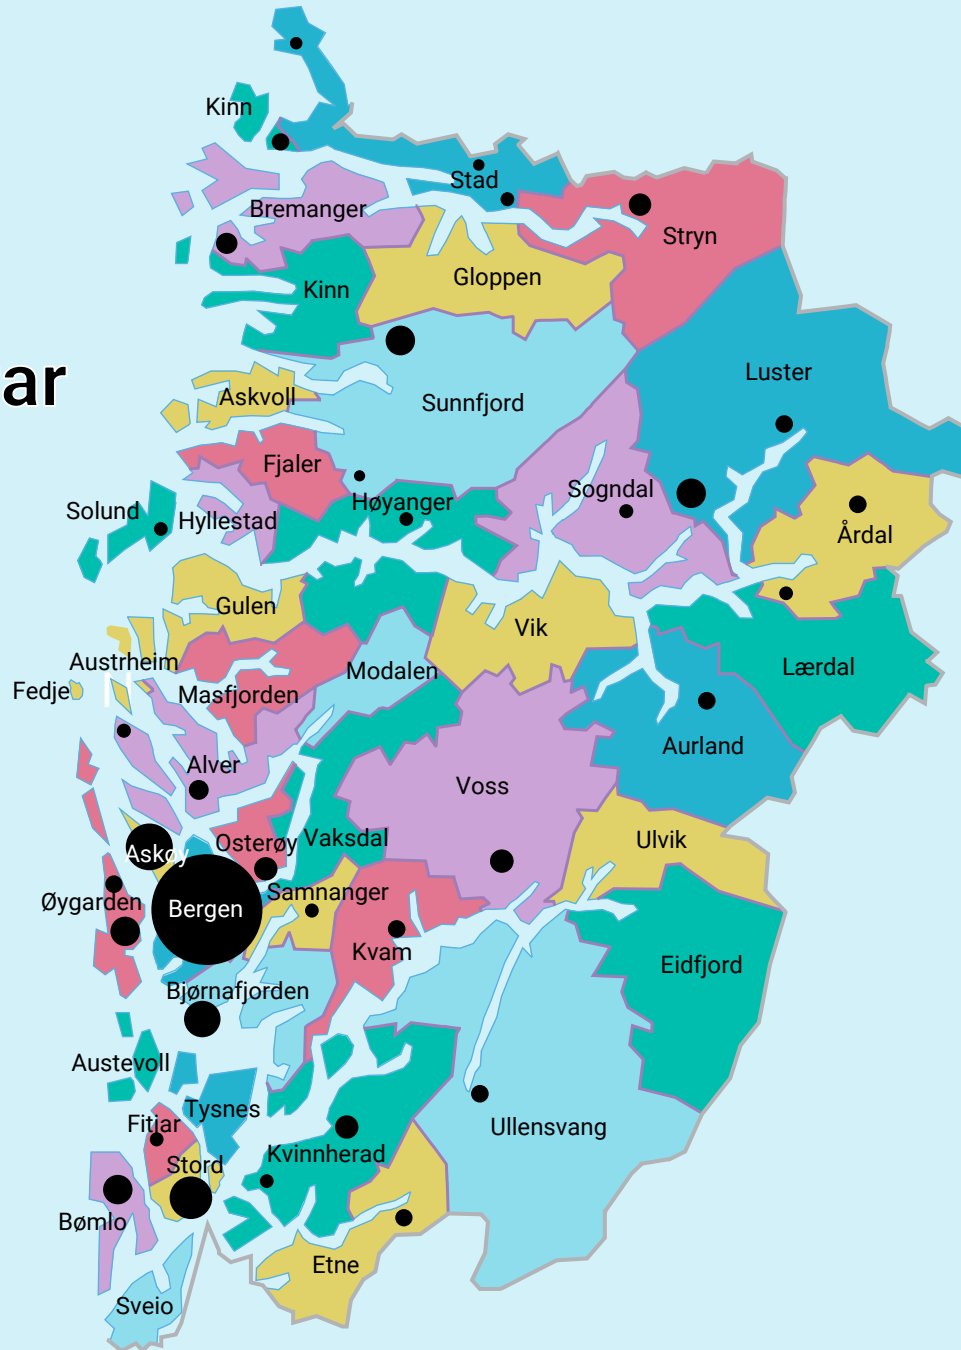 Kinn
Stad
Bremanger
Stryn
Gloppen
Kinn
ar
Luster
Askvoll
Sunnfjord
Fjaler
Sogndal
Høyanger
Solund
Hyllestad
Årdal
Gulen
Vik
Austrheim
Modalen
Lærdal
Fedje
Masfjorden
Aurland
Alver
Voss
Vaksdal
Ulvik
Osterøy
Askøy
Samnanger
Øygarden
Bergen
Kvam
Eidfjord
Bjørnafjorden
Austevoll
Tysnes
Fitjar
Ullensvang
Kvinnherad
Stord
Bømlo
Etne
Sveio